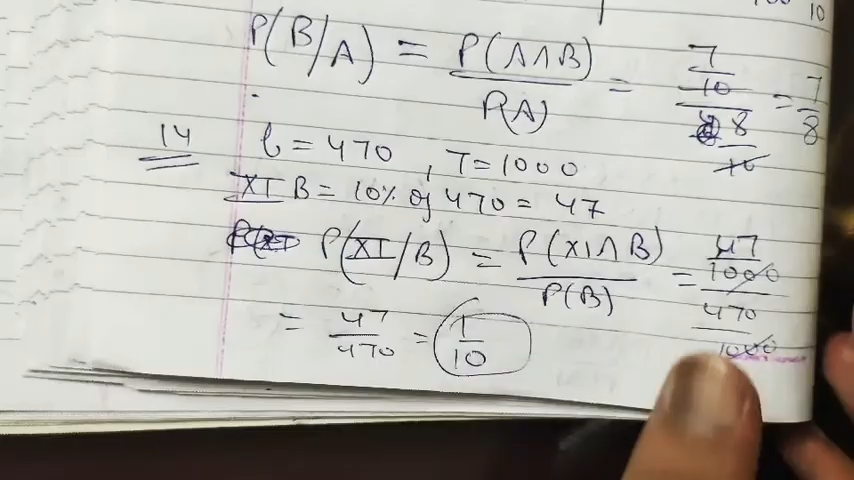 10
P(B/A) = P(A∩B) / P(A) = 7/10 / 8/10 = 7/8
14 b = 470, T = 1000
XI B = 10% of 470 = 47
P(XI/B) = P(XI∩B) / P(B) = 47/1000 / 470/1000
= 47/470 = 1/10